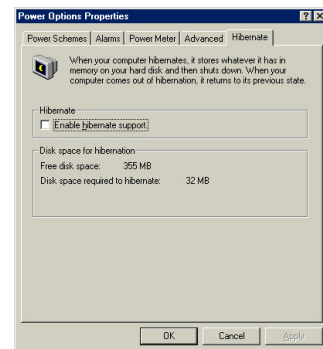 Power Options Properties
Power Schemes Alarms Power Meter Advanced Hibernate
When your computer hibernates, it stores whatever it has in
memory on your hard disk and then shuts down. When your
computer comes out of hibernation, it returns to its previous state.
Hibernate
Enable hibernate support.
Disk space for hibernation
Free disk space: 355 MB
Disk space required to hibernate: 32 MB
OK Cancel Apply